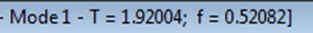 - Mode 1 - T = 1.92004; f = 0.52082]